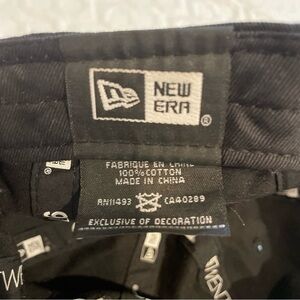 NEW
ERA
®
FABRIQUE EN CHINE
100% COTTON
MADE IN CHINA
RN11493 CA40289
EXCLUSIVE OF DECORATION